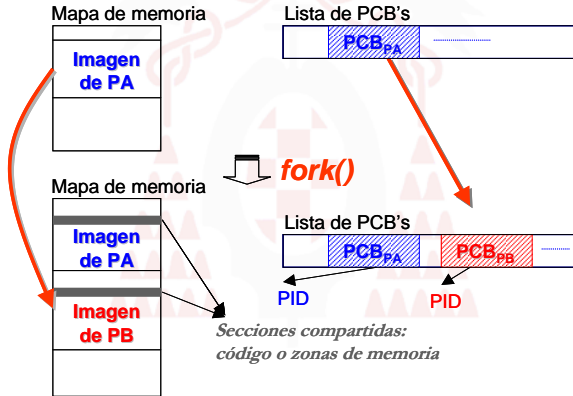 Mapa de memoria
Lista de PCB's
Imagen
de PA
PCBPA
fork()
Mapa de memoria
Lista de PCB's
Imagen
de PA
PCBPA
PCBPB
PID
PID
Imagen
de PB
Secciones compartidas:
código o zonas de memoria